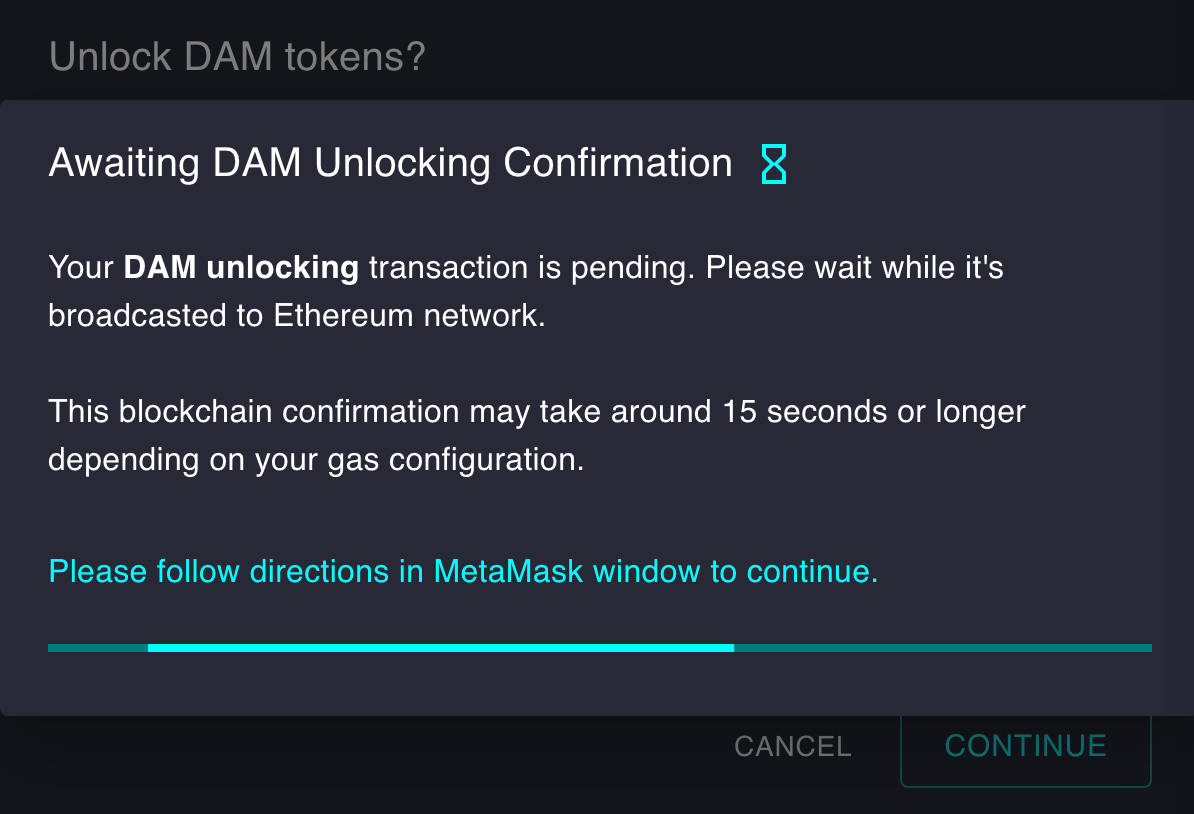 Unlock DAM tokens?
Awaiting DAM Unlocking Confirmation
Your DAM unlocking transaction is pending. Please wait while it's
broadcasted to Ethereum network.
This blockchain confirmation may take around 15 seconds or longer
depending on your gas configuration.
Please follow directions in MetaMask window to continue.
CANCEL
CONTINUE